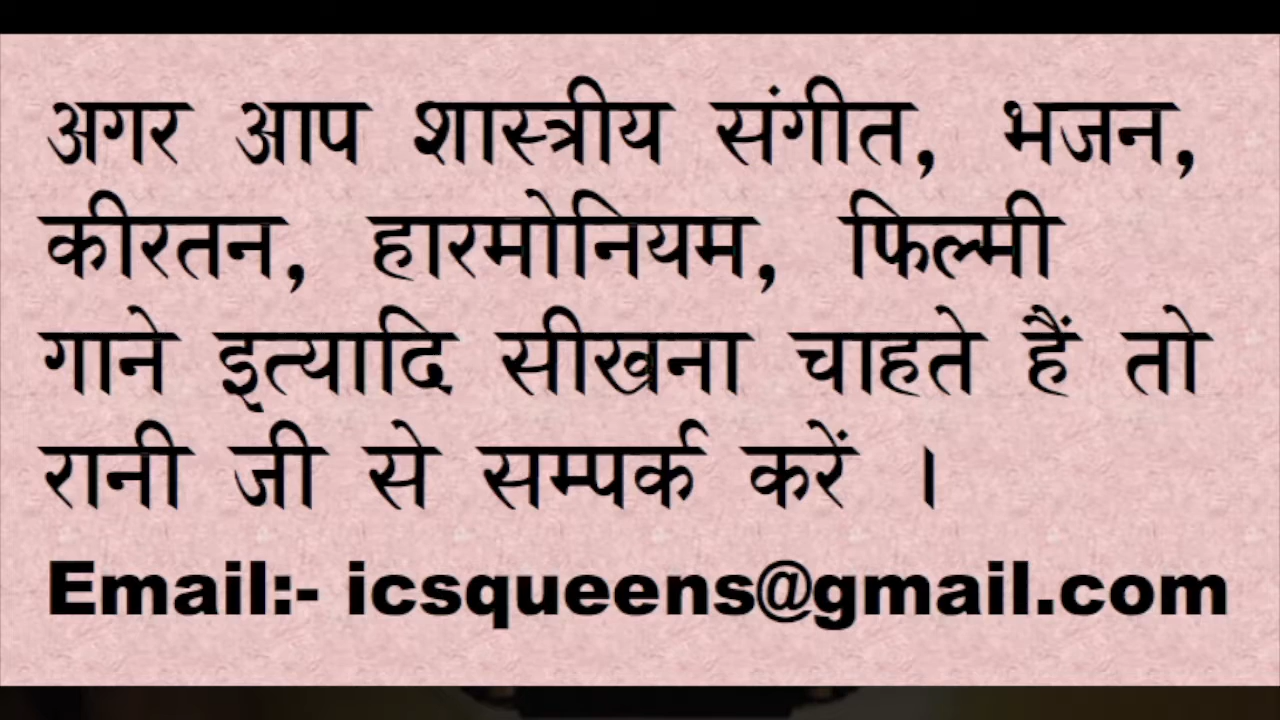 अगर आप शास्त्रीय संगीत, भजन,
कीरतन, हारमोनियम, फिल्मी
गाने इत्यादि सीखना चाहते हैं तो
रानी जी से सम्पर्क करें ।
Email:- icsqueens@gmail.com